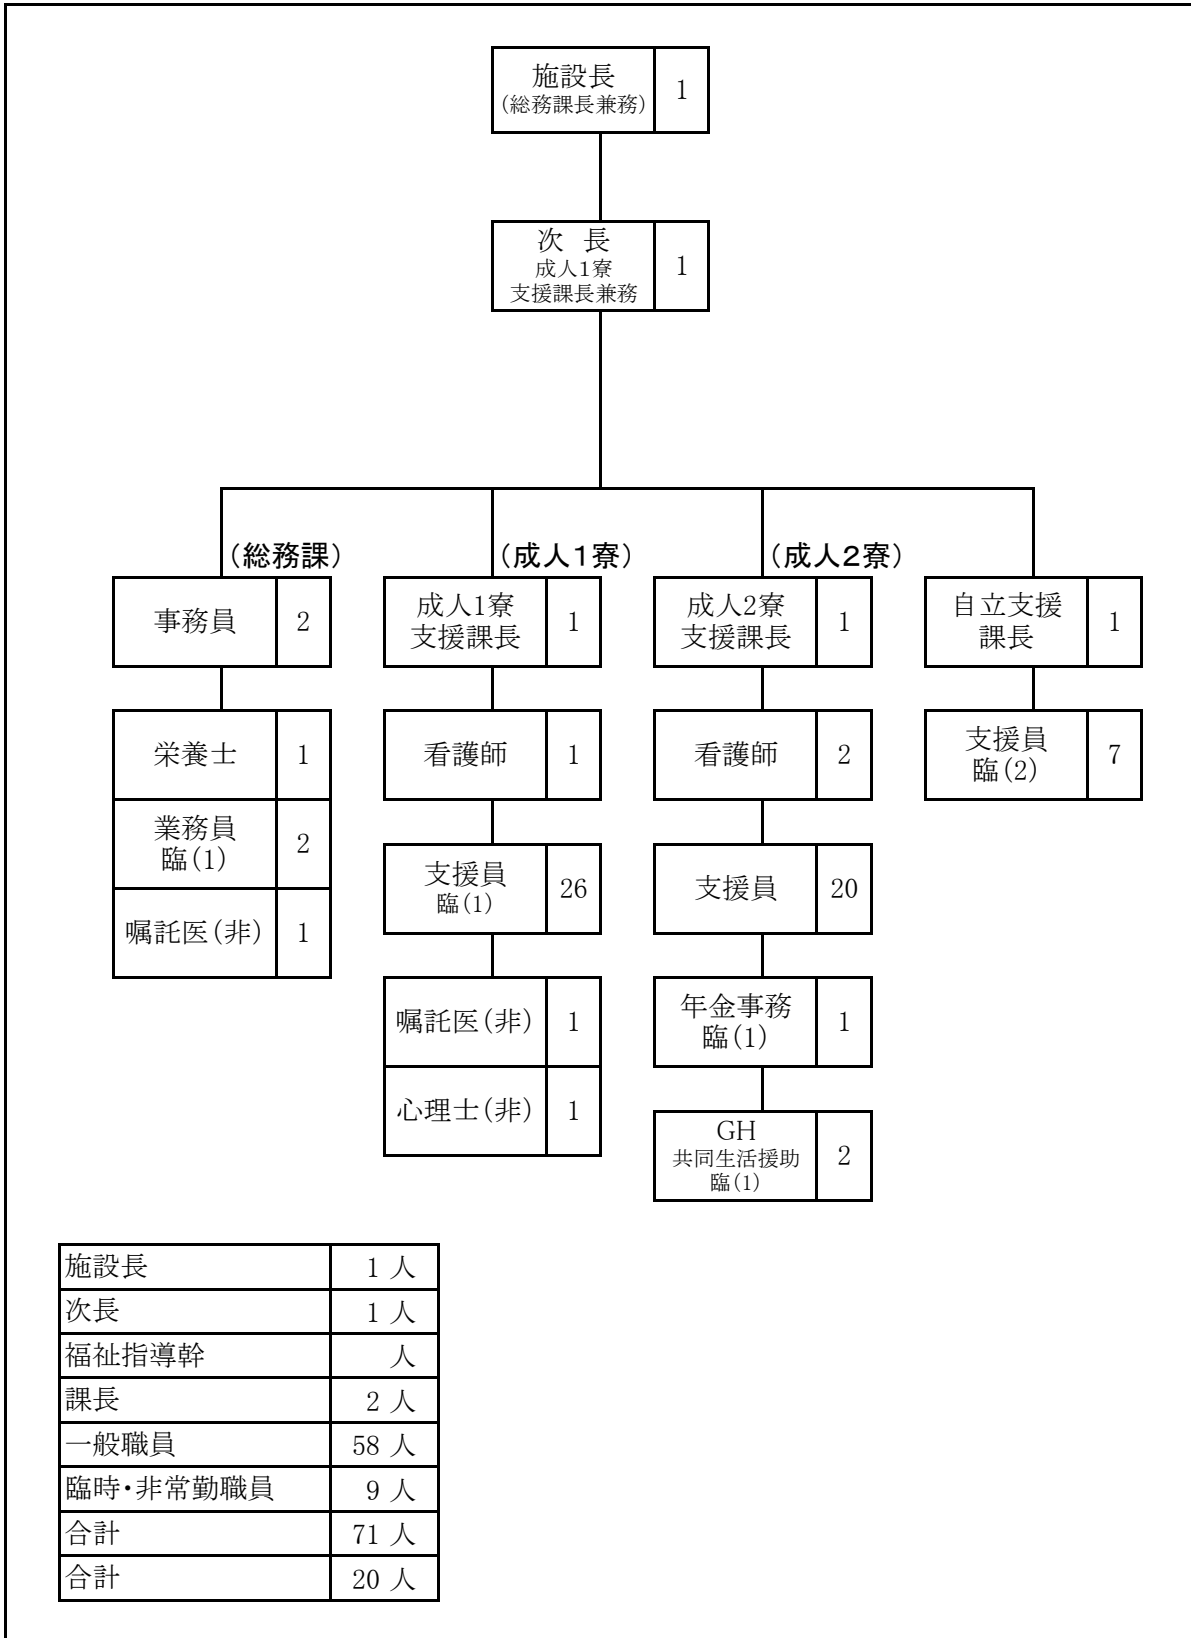 施設長
(総務課長兼務)
1
次 長
成人1寮
支援課長兼務
1
(総務課)
事務員
2
栄養士
1
業務員
臨(1)
2
嘱託医(非)
1
(成人1寮)
成人1寮
支援課長
1
看護師
1
支援員
臨(1)
26
嘱託医(非)
1
心理士(非)
1
(成人2寮)
成人2寮
支援課長
1
看護師
2
支援員
20
年金事務
臨(1)
1
GH
共同生活援助
臨(1)
2
自立支援
課長
1
支援員
臨(2)
7
施設長 1 人
次長 1 人
福祉指導幹 人
課長 2 人
一般職員 58 人
臨時・非常勤職員 9 人
合計 71 人
合計 20 人